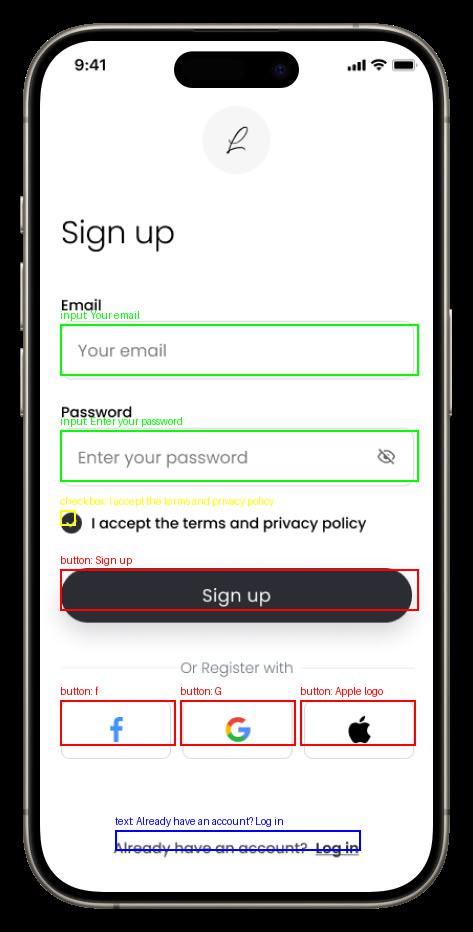 9:41
Sign up
Email
input: Your email
Your email
Password
input: Enter your password
Enter your password
checkbox: I accept the terms and privacy policy
I accept the terms and privacy policy
button: Sign up
Sign up
Or Register with
button: f button: G button: Apple logo
f G
text: Already have an account? Log in
Already have an account? Log in